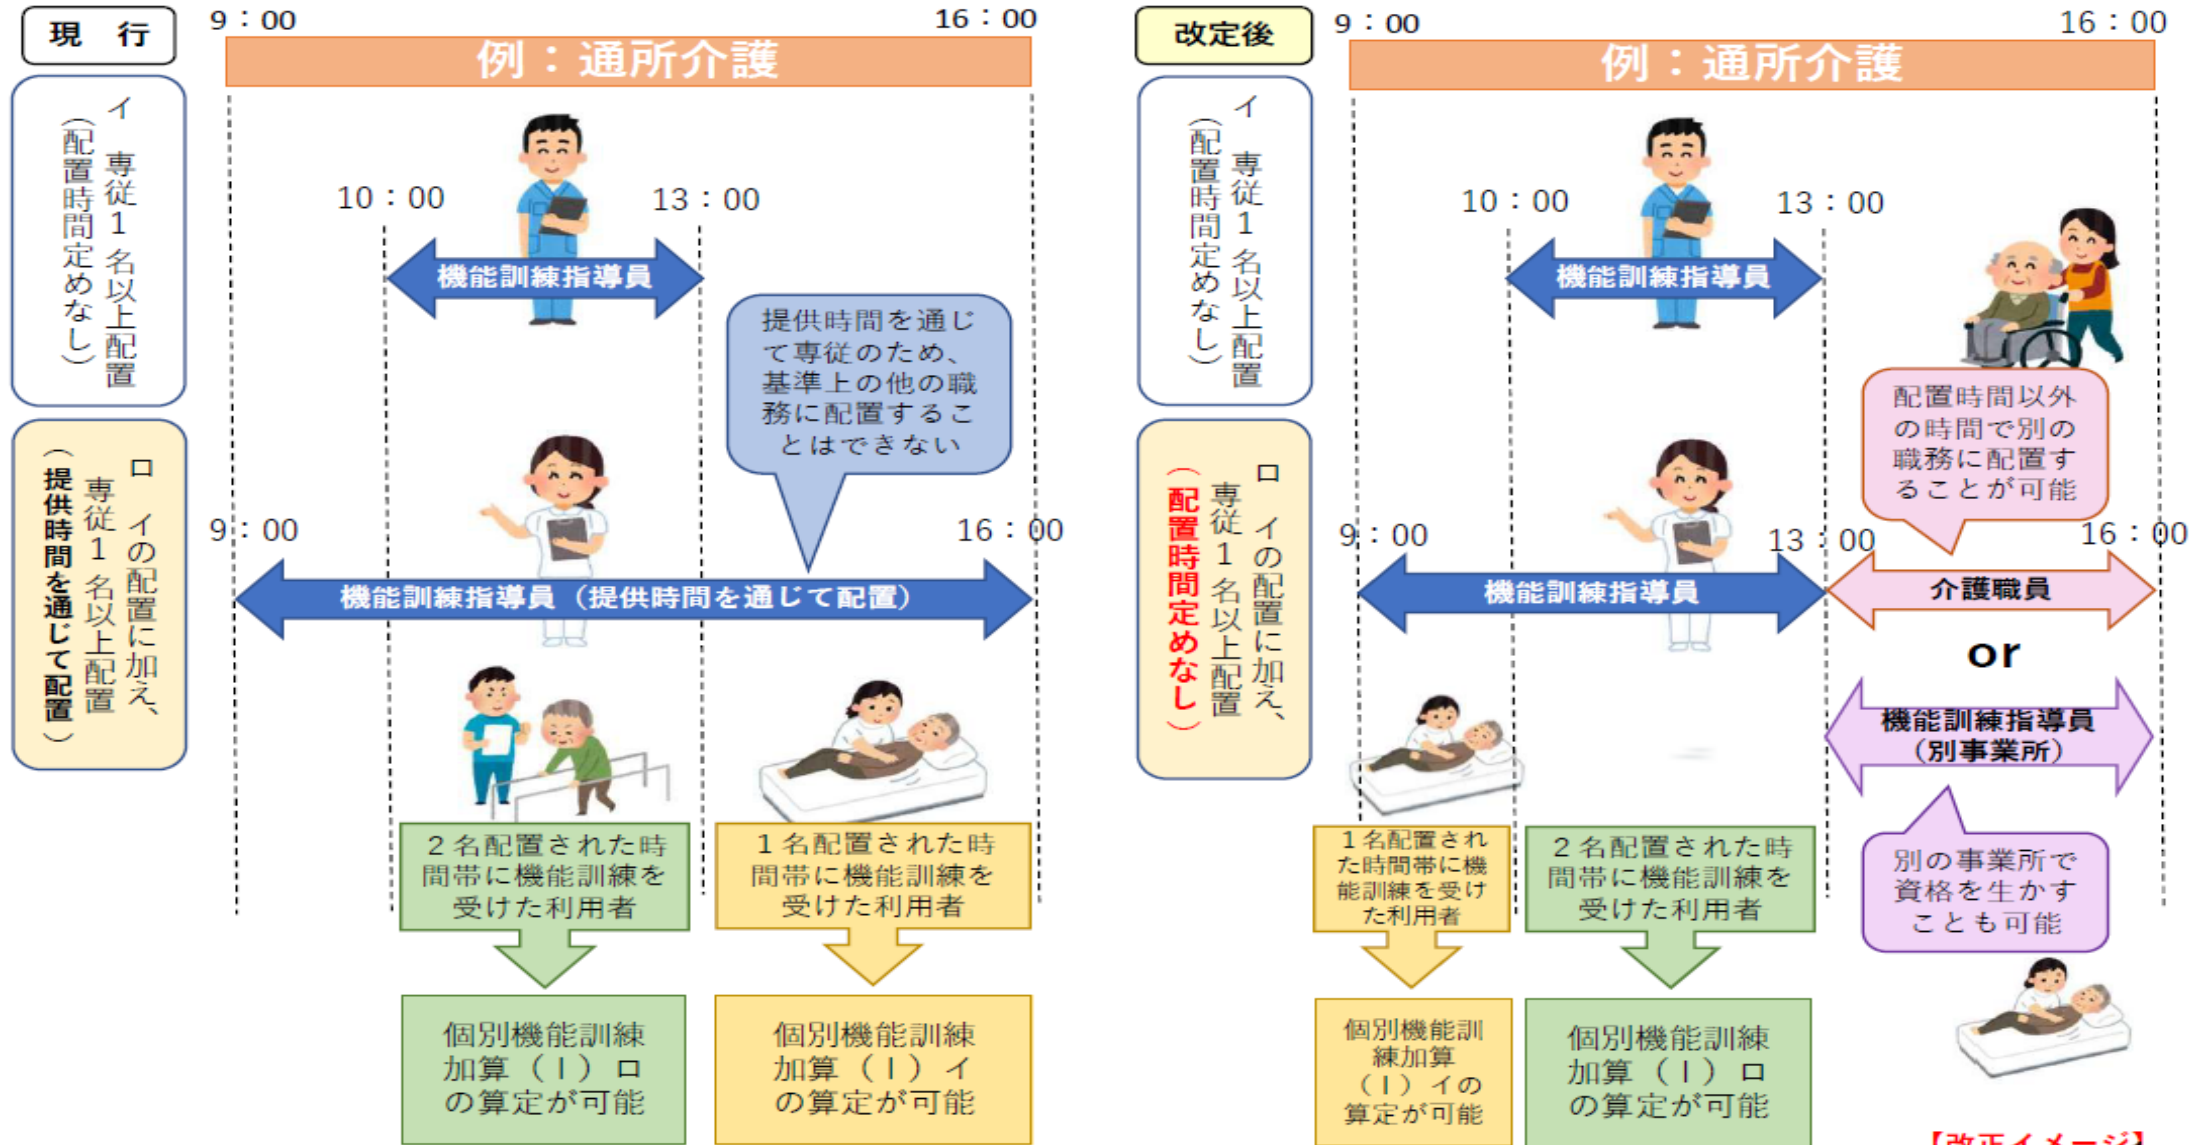 現　行
9：00
16：00
例：通所介護
イ　専従１名以上配置
（配置時間定めなし）
10：00
13：00
機能訓練指導員
提供時間を通じ
て専従のため、
基準上の他の職
務に配置するこ
とはできない
ロ　イの配置に加え、
専従１名以上配置
（提供時間を通じて配置）
9：00
16：00
機能訓練指導員（提供時間を通じて配置）
２名配置された時
間帯に機能訓練を
受けた利用者
１名配置された時
間帯に機能訓練を
受けた利用者
個別機能訓練
加算（Ⅰ）ロ
の算定が可能
個別機能訓練
加算（Ⅰ）イ
の算定が可能
改定後
9：00
16：00
例：通所介護
イ　専従１名以上配置
（配置時間定めなし）
10：00
13：00
機能訓練指導員
配置時間以外
の時間で別の
職務に配置す
ることが可能
ロ　イの配置に加え、
専従１名以上配置
（配置時間定めなし）
9：00
13：00
16：00
機能訓練指導員
介護職員
or
機能訓練指導員
（別事業所）
１名配置され
た時間帯に機
能訓練を受け
た利用者
２名配置された時
間帯に機能訓練を
受けた利用者
別の事業所で
資格を生かす
ことも可能
個別機能訓
練加算
（Ⅰ）イの
算定が可能
個別機能訓練
加算（Ⅰ）ロ
の算定が可能
【改正イメージ】